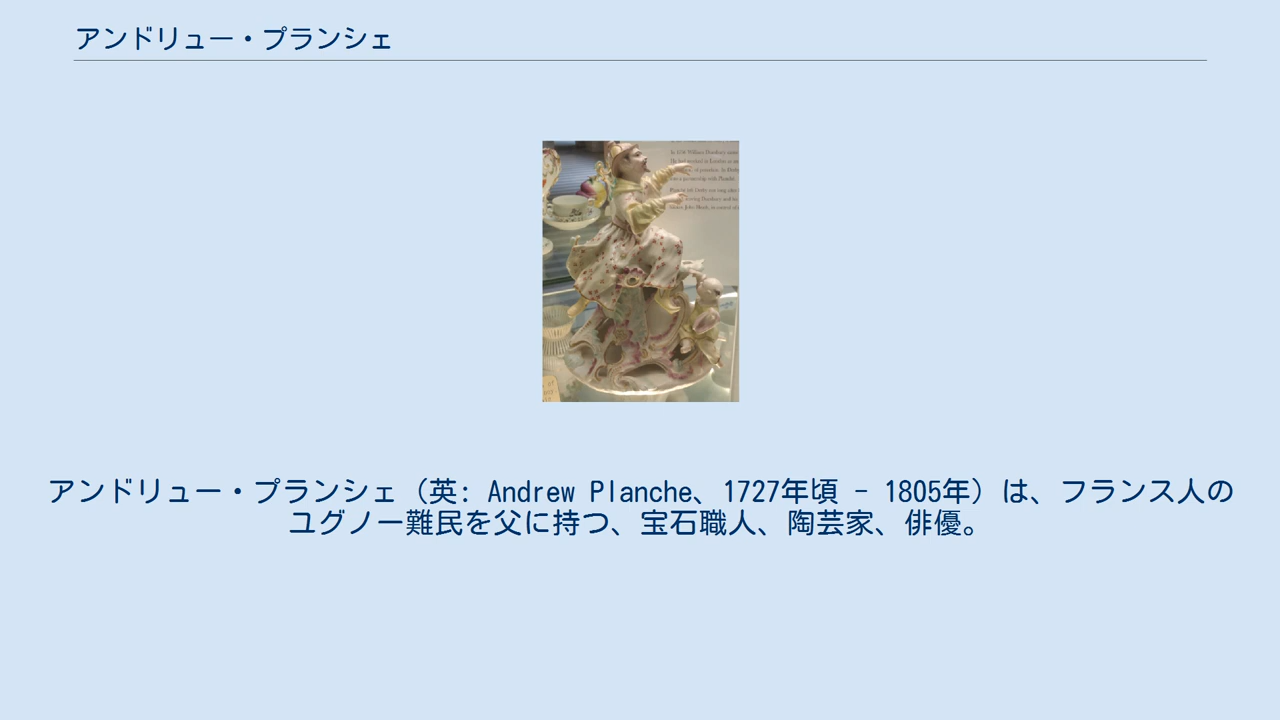 アンドリュー・プランシェ
アンドリュー・プランシェ（英: Andrew Planche、1727年頃 - 1805年）は、フランス人の
ユグノー難民を父に持つ、宝石職人、陶芸家、俳優。